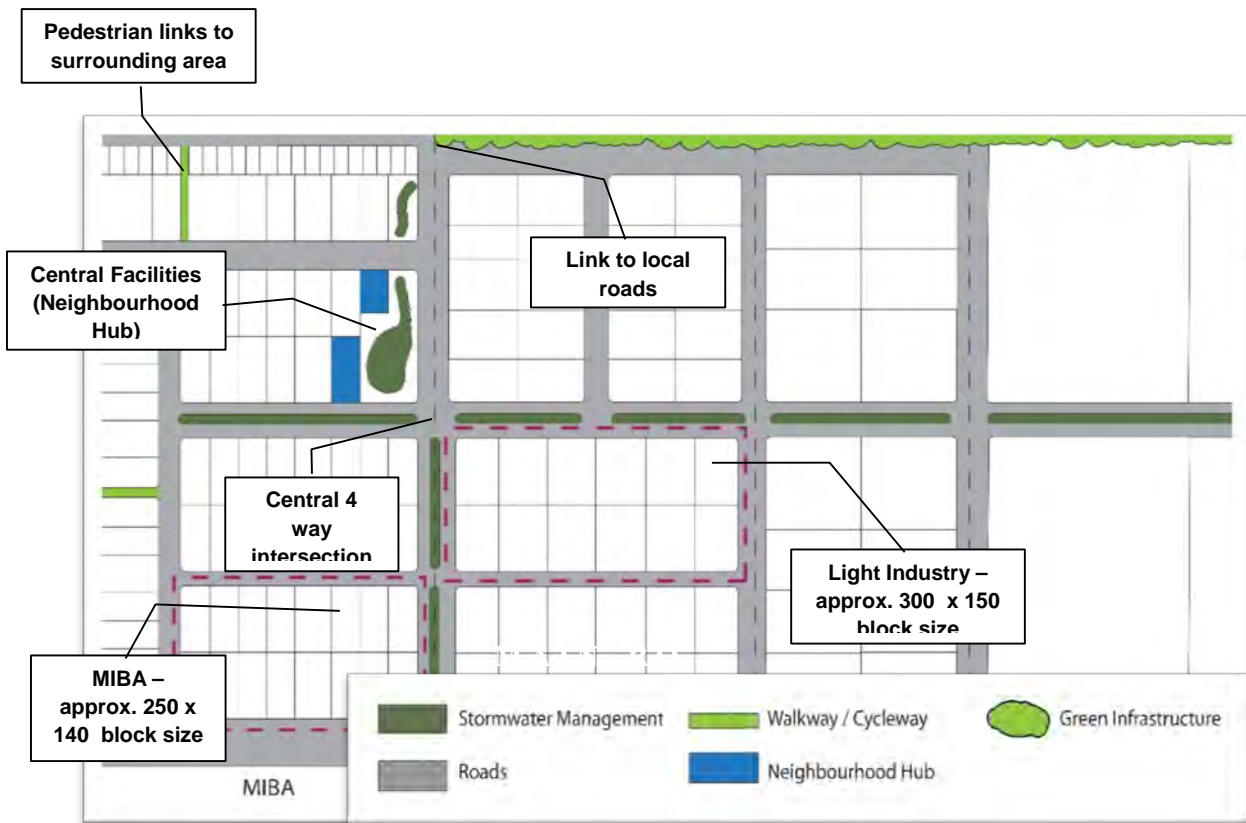 Pedestrian links to
surrounding area
Central Facilities
(Neighbourhood
Hub)
Link to local
roads
Central 4
way
intersection
Light Industry –
approx. 300 x 150
block size
MIBA –
approx. 250 x
140 block size
Stormwater Management
Walkway / Cycleway
Green Infrastructure
Roads
Neighbourhood Hub
MIBA